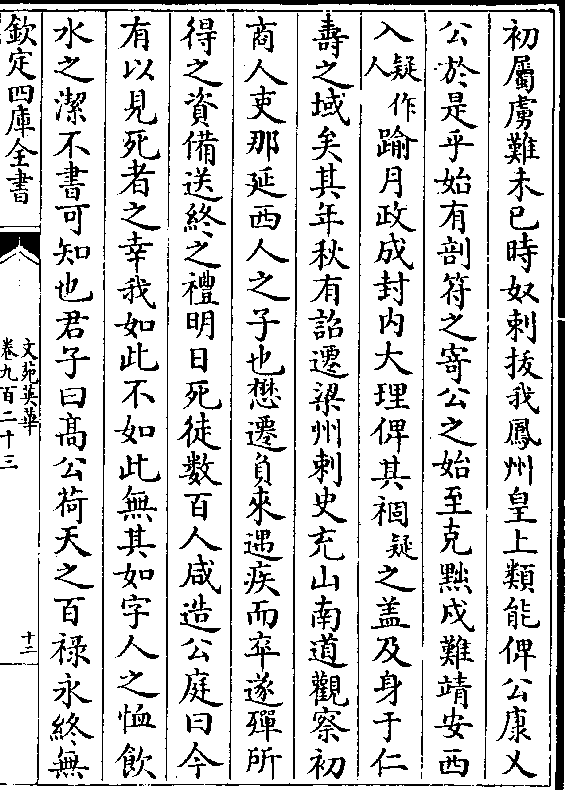 初屬虜難未已時奴剌拔我鳳州皇上類能俾公康乂
公於是乎始有剖符之寄公之始至克黜戍難靖安西
入疑作人踰月政成封内大理俾其裀疑之盖及身于仁
壽之域矣其年秋有詔遷梁州刺史充山南道觀察初
商人吏那延西人之子也懋遷負來遇疾而卒遂殫所
得之資備送終之禮明日死徒數百人咸造公庭曰今
有以見死者之幸我如此不如此無其如字人之恤飲
水之潔不書可知也君子曰髙公荷天之百祿永終無
欽定四庫全書
文苑英華
卷九百二十三
十二